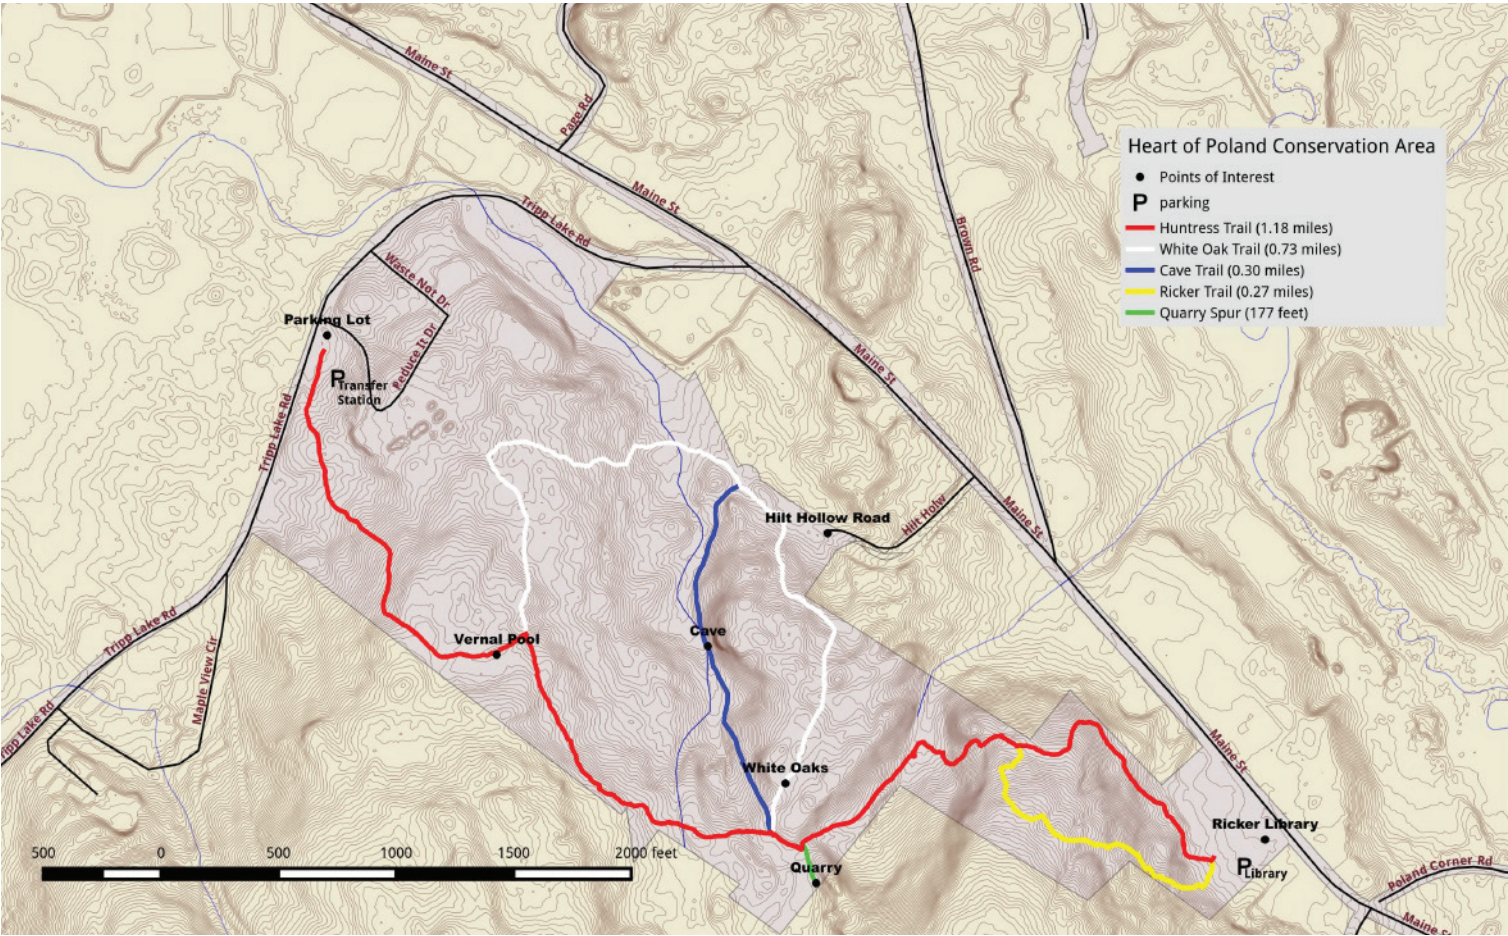 Maine St
Page Rd
Maine St
Heart of Poland Conservation Area
Points of Interest
P parking
Huntress Trail (1.18 miles)
White Oak Trail (0.73 miles)
Cave Trail (0.30 miles)
Ricker Trail (0.27 miles)
Quarry Spur (177 feet)
Tripp Lake Rd
Brown Rd
Waste Not Dr
Parking Lot
Reduce It Dr
Maine St
P Transfer
Station
Tripp Lake Rd
Hilt Hollow Road
Hilt Holw
Maine St
Tripp Lake Rd
Vernal Pool
Cave
Maple View Cir
Tripp Lake Rd
White Oaks
Maine St
Ricker Library
500 0 500 1000 1500 2000 feet
Quarry
P Library
Poland Corner Rd
Maine St